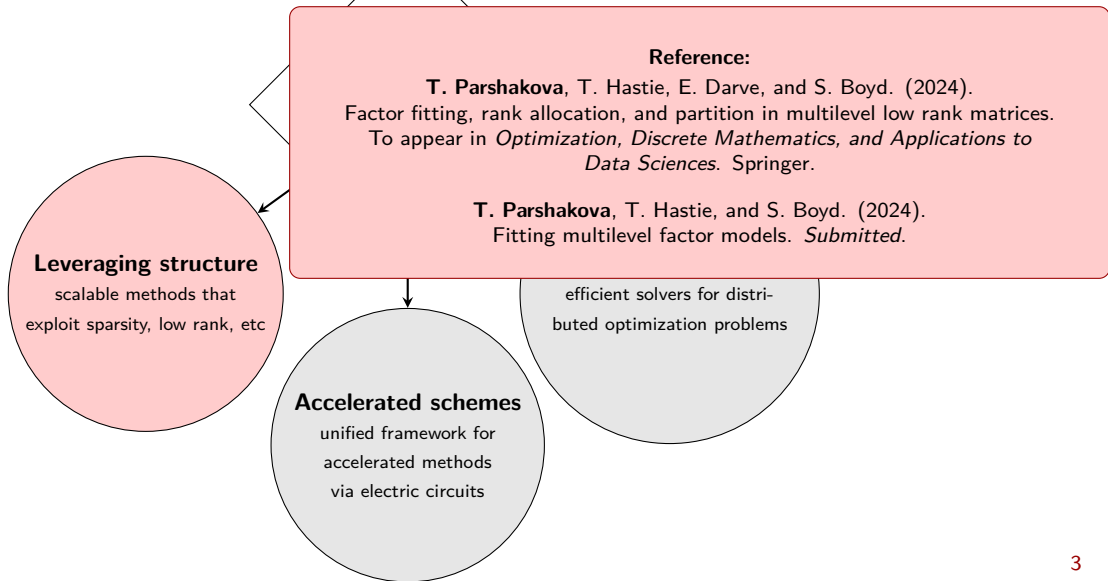 Reference:
T. Parshakova, T. Hastie, E. Darve, and S. Boyd. (2024).
Factor fitting, rank allocation, and partition in multilevel low rank matrices.
To appear in Optimization, Discrete Mathematics, and Applications to
Data Sciences. Springer.
T. Parshakova, T. Hastie, and S. Boyd. (2024).
Fitting multilevel factor models. Submitted.
Leveraging structure
scalable methods that
exploit sparsity, low rank, etc
efficient solvers for distri-
buted optimization problems
Accelerated schemes
unified framework for
accelerated methods
via electric circuits
3